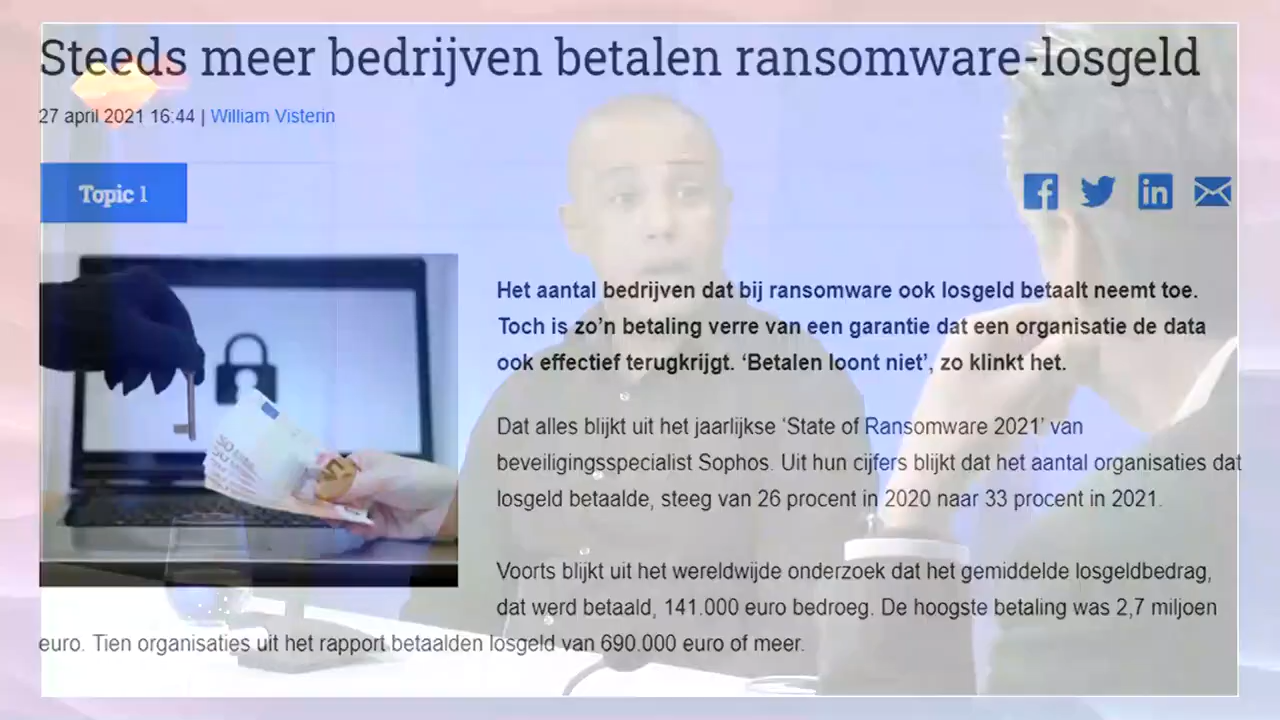 Steeds meer bedrijven betalen ransomware-losgeld
27 april 2021 16:44 | William Visterin
Topic 1
Het aantal bedrijven dat bij ransomware ook losgeld betaalt neemt toe.
Toch is zo’n betaling verre van een garantie dat een organisatie de data
ook effectief terugkrijgt. ‘Betalen loont niet’, zo klinkt het.
Dat alles blijkt uit het jaarlijkse ‘State of Ransomware 2021’ van
beveiligingsspecialist Sophos. Uit hun cijfers blijkt dat het aantal organisaties dat
losgeld betaalde, steeg van 26 procent in 2020 naar 33 procent in 2021.
Voorts blijkt uit het wereldwijde onderzoek dat het gemiddelde losgeldbedrag,
dat werd betaald, 141.000 euro bedroeg. De hoogste betaling was 2,7 miljoen
euro. Tien organisaties uit het rapport betaalden losgeld van 690.000 euro of meer.